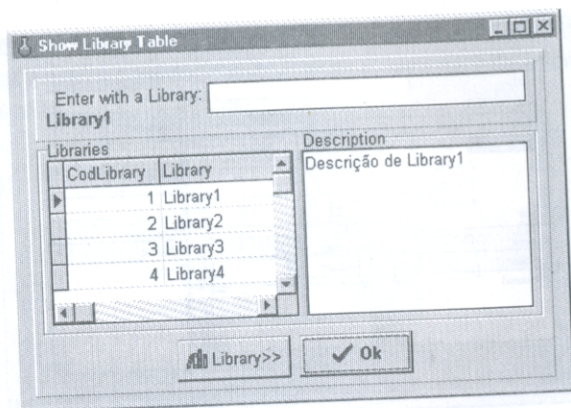 Show Library Table
Enter with a Library:
Library1
Libraries
CodLibrary Library
1 Library1
2 Library2
3 Library3
4 Library4
Description
Descrição de Library1
Library>>
Ok